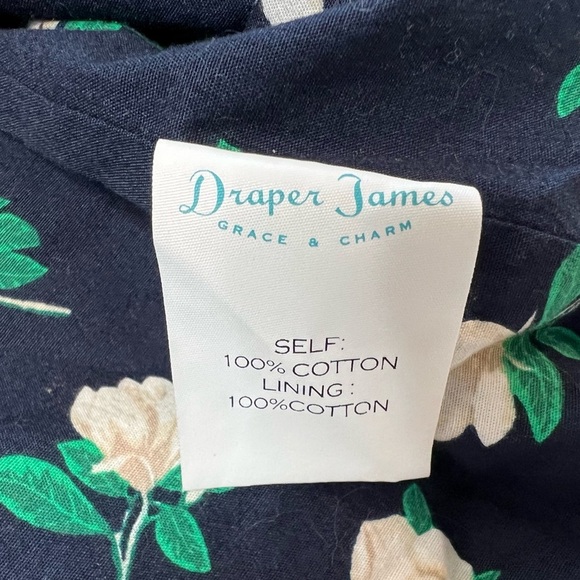 Draper James
GRACE & CHARM
SELF:
100% COTTON
LINING:
100%COTTON